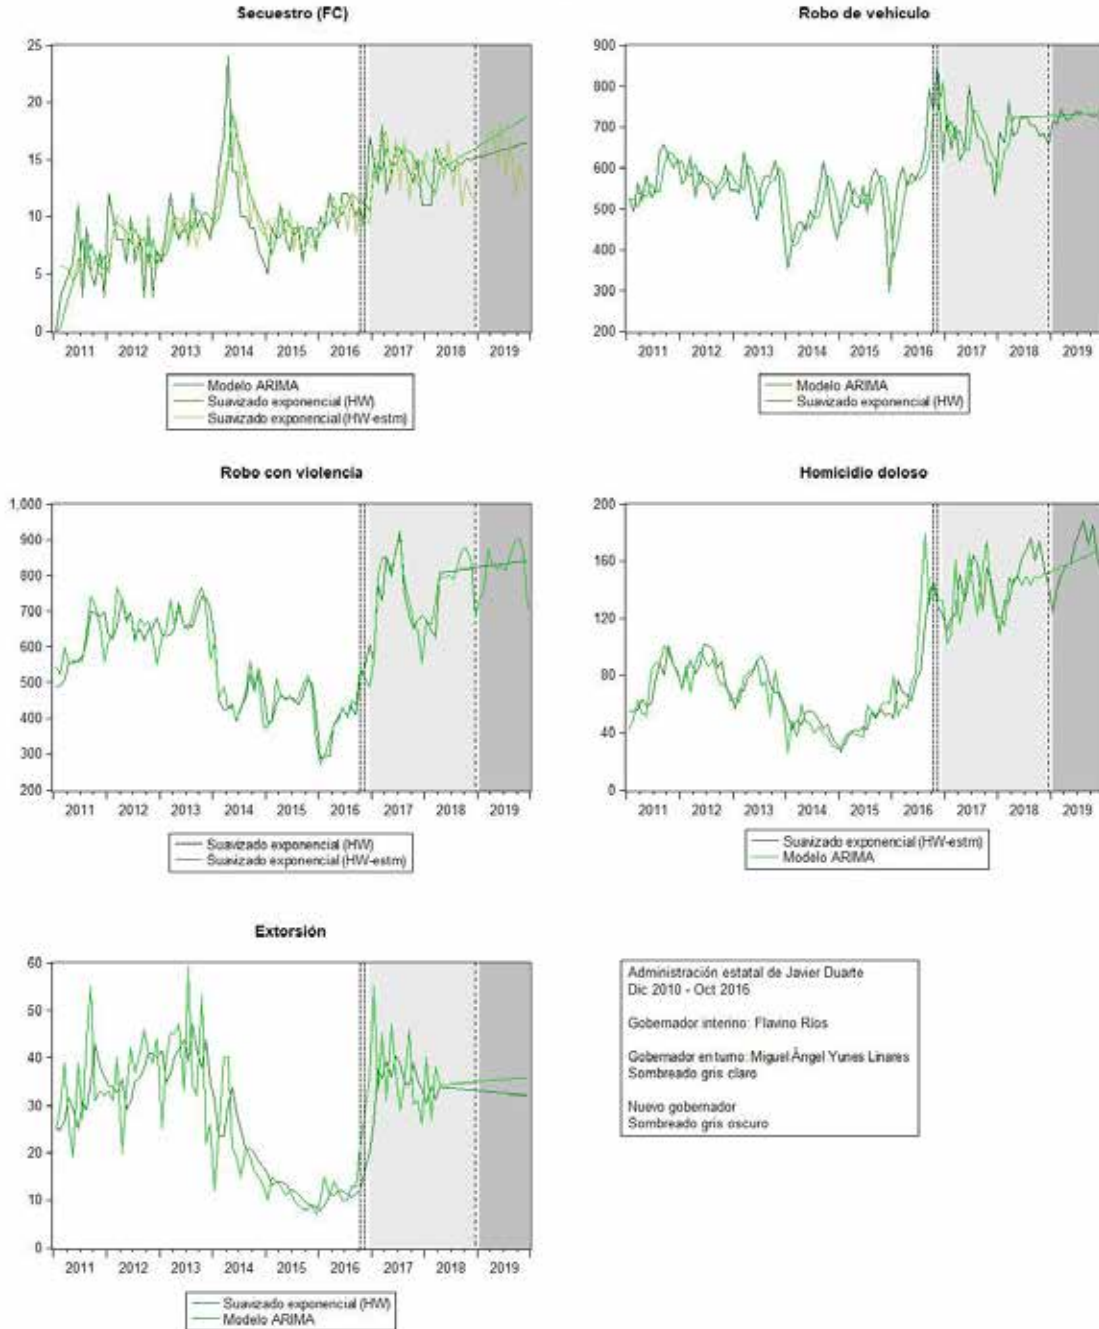 Secuestro (FC)
25
20
15
10
5
0
2011 2012 2013 2014 2015 2016 2017 2018 2019
Modelo ARIMA
Suavizado exponencial (HW)
Suavizado exponencial (HW-estm)
Robo de vehículo
900
800
700
600
500
400
300
200
2011 2012 2013 2014 2015 2016 2017 2018 2019
Modelo ARIMA
Suavizado exponencial (HW)
Robo con violencia
1,000
900
800
700
600
500
400
300
200
2011 2012 2013 2014 2015 2016 2017 2018 2019
Suavizado exponencial (HW)
Suavizado exponencial (HW-estm)
Homicidio doloso
200
160
120
80
40
0
2011 2012 2013 2014 2015 2016 2017 2018 2019
Suavizado exponencial (HW-estm)
Modelo ARIMA
Extorsión
60
50
40
30
20
10
0
2011 2012 2013 2014 2015 2016 2017 2018 2019
Suavizado exponencial (HW)
Modelo ARIMA
Administración estatal de Javier Duarte
Dic 2010 - Oct 2016
Gobernador interino: Flavino Ríos
Gobernador en turno: Miguel Ángel Yunes Linares
Sombreado gris claro
Nuevo gobernador
Sombreado gris oscuro